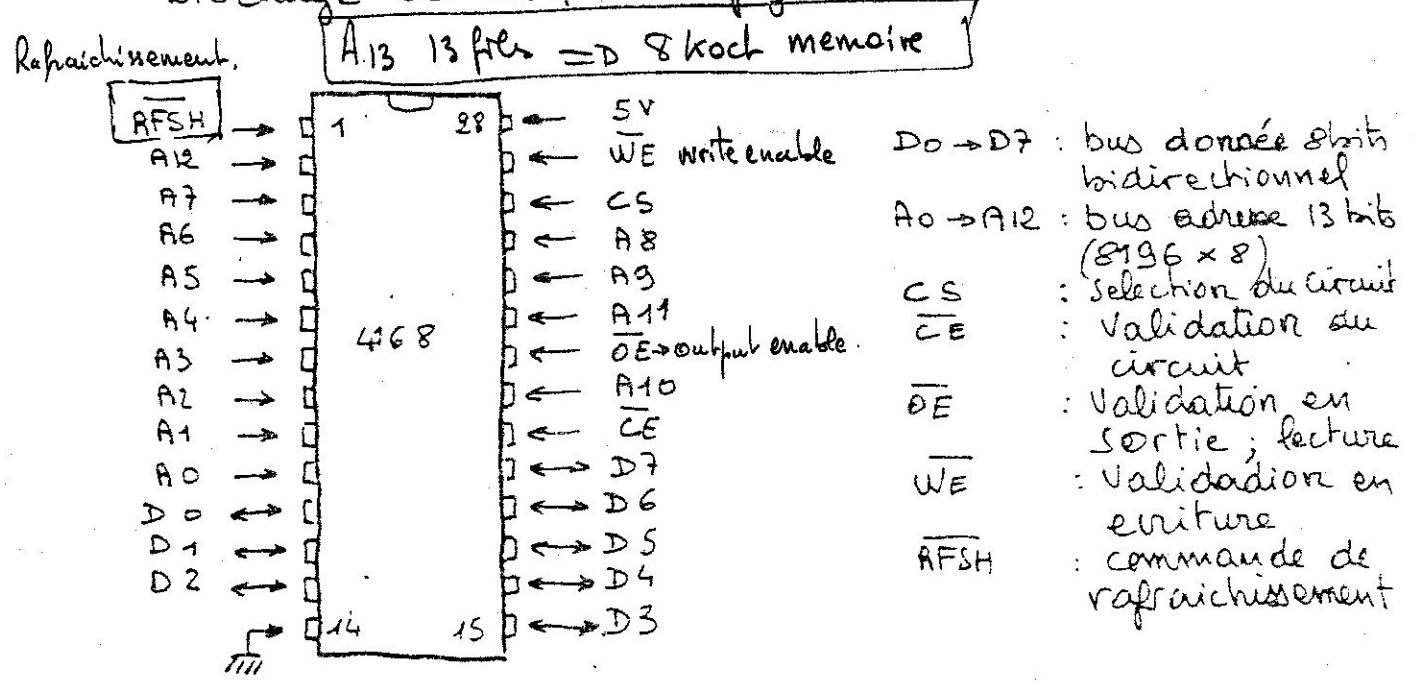 A.13 13 fils => 8 koct memoire
Rafraichissement.
RFSH
A12
A7
A6
A5
A4
A3
A2
A1
A0
D0
D1
D2
1 28
4168
14 15
5V
WE write enable
CS
A8
A9
A11
OE → output enable.
A10
CE
D7
D6
D5
D4
D3
D0 → D7 : bus donnée 8bits
bidirectionnel
A0 → A12 : bus adresse 13 bits
(8196 × 8)
CS : Selection du circuit
CE : Validation du
circuit
OE : Validation en
Sortie ; lecture
WE : Validadion en
ecriture
RFSH : commande de
rafraichissement